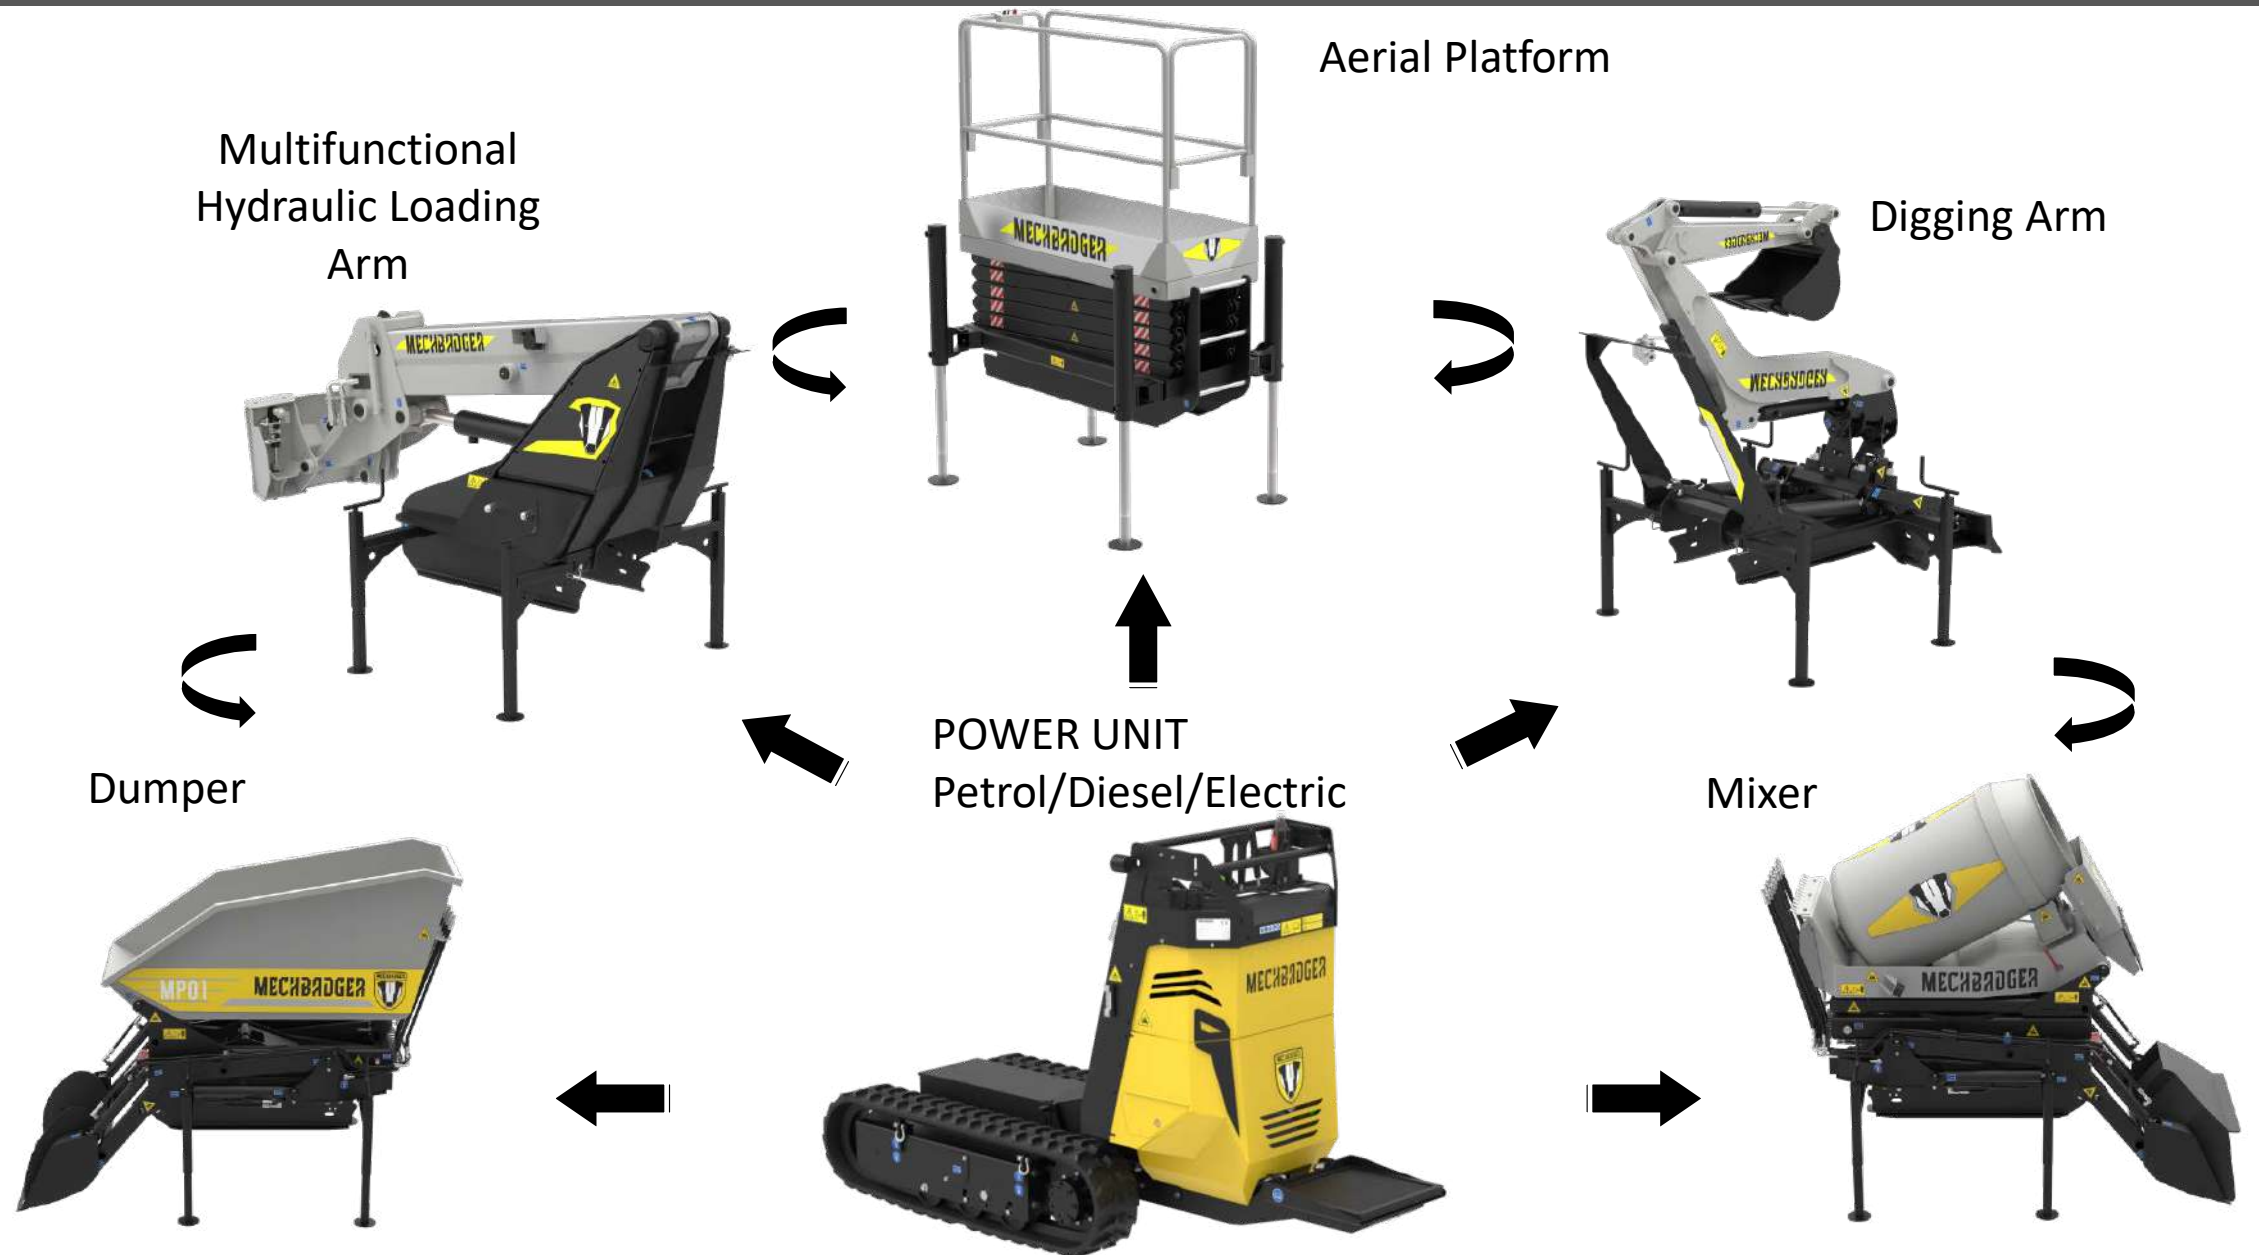 Aerial Platform
Multifunctional
Hydraulic Loading
Arm
Digging Arm
MECHBADGER
MECHBADGER
MECHBADGER
MECHBADGER
POWER UNIT
Petrol/Diesel/Electric
Dumper
Mixer
MP01
MECHBADGER
MECHBADGER
MECHBADGER